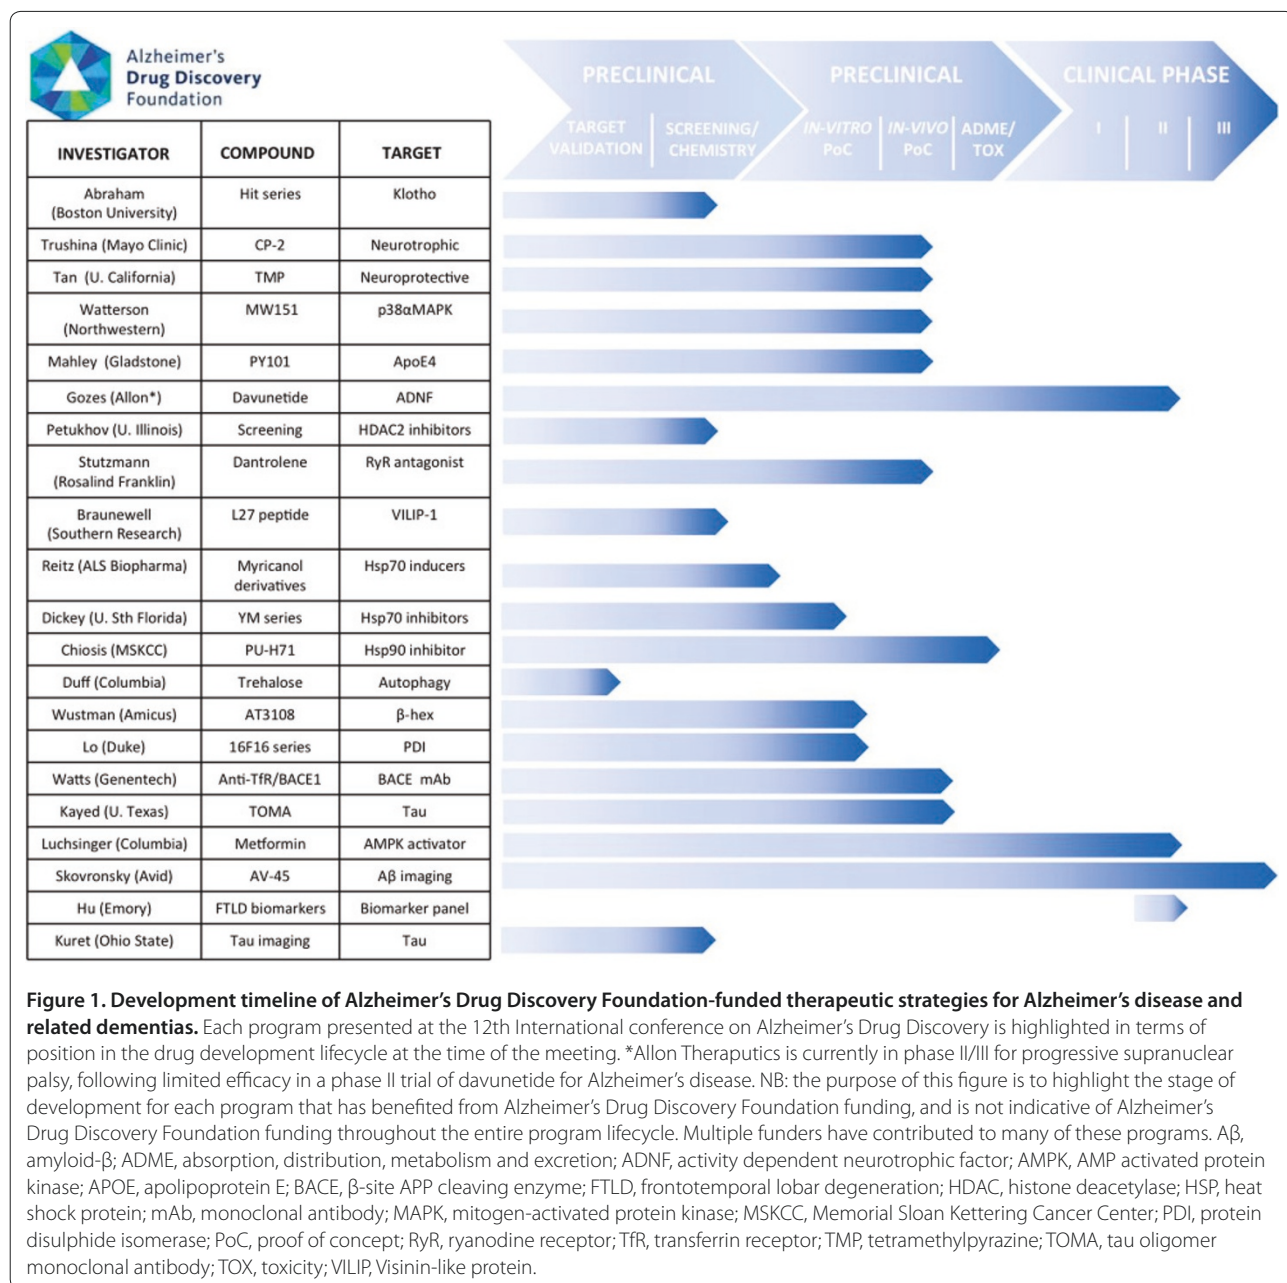 Alzheimer's
Drug Discovery
Foundation
PRECLINICAL
PRECLINICAL
CLINICAL PHASE
TARGET
VALIDATION
SCREENING/
CHEMISTRY
IN-VITRO
PoC
IN-VIVO
PoC
ADME/
TOX
I
II
III
INVESTIGATOR COMPOUND TARGET
Abraham
(Boston University) Hit series Klotho
Trushina (Mayo Clinic) CP-2 Neurotrophic
Tan (U. California) TMP Neuroprotective
Watterson
(Northwestern) MW151 p38αMAPK
Mahley (Gladstone) PY101 ApoE4
Gozes (Allon*) Davunetide ADNF
Petukhov (U. Illinois) Screening HDAC2 inhibitors
Stutzmann
(Rosalind Franklin) Dantrolene RyR antagonist
Braunewell
(Southern Research) L27 peptide VILIP-1
Reitz (ALS Biopharma) Myricanol
derivatives Hsp70 inducers
Dickey (U. Sth Florida) YM series Hsp70 inhibitors
Chiosis (MSKCC) PU-H71 Hsp90 inhibitor
Duff (Columbia) Trehalose Autophagy
Wustman (Amicus) AT3108 β-hex
Lo (Duke) 16F16 series PDI
Watts (Genentech) Anti-TfR/BACE1 BACE mAb
Kayed (U. Texas) TOMA Tau
Luchsinger (Columbia) Metformin AMPK activator
Skovronsky (Avid) AV-45 Aβ imaging
Hu (Emory) FTLD biomarkers Biomarker panel
Kuret (Ohio State) Tau imaging Tau
Figure 1. Development timeline of Alzheimer's Drug Discovery Foundation-funded therapeutic strategies for Alzheimer's disease and
related dementias. Each program presented at the 12th International conference on Alzheimer's Drug Discovery is highlighted in terms of
position in the drug development lifecycle at the time of the meeting. *Allon Theraputics is currently in phase II/III for progressive supranuclear
palsy, following limited efficacy in a phase II trial of davunetide for Alzheimer's disease. NB: the purpose of this figure is to highlight the stage of
development for each program that has benefited from Alzheimer's Drug Discovery Foundation funding, and is not indicative of Alzheimer's
Drug Discovery Foundation funding throughout the entire program lifecycle. Multiple funders have contributed to many of these programs. Aβ,
amyloid-β; ADME, absorption, distribution, metabolism and excretion; ADNF, activity dependent neurotrophic factor; AMPK, AMP activated protein
kinase; APOE, apolipoprotein E; BACE, β-site APP cleaving enzyme; FTLD, frontotemporal lobar degeneration; HDAC, histone deacetylase; HSP, heat
shock protein; mAb, monoclonal antibody; MAPK, mitogen-activated protein kinase; MSKCC, Memorial Sloan Kettering Cancer Center; PDI, protein
disulphide isomerase; PoC, proof of concept; RyR, ryanodine receptor; TfR, transferrin receptor; TMP, tetramethylpyrazine; TOMA, tau oligomer
monoclonal antibody; TOX, toxicity; VILIP, Visinin-like protein.